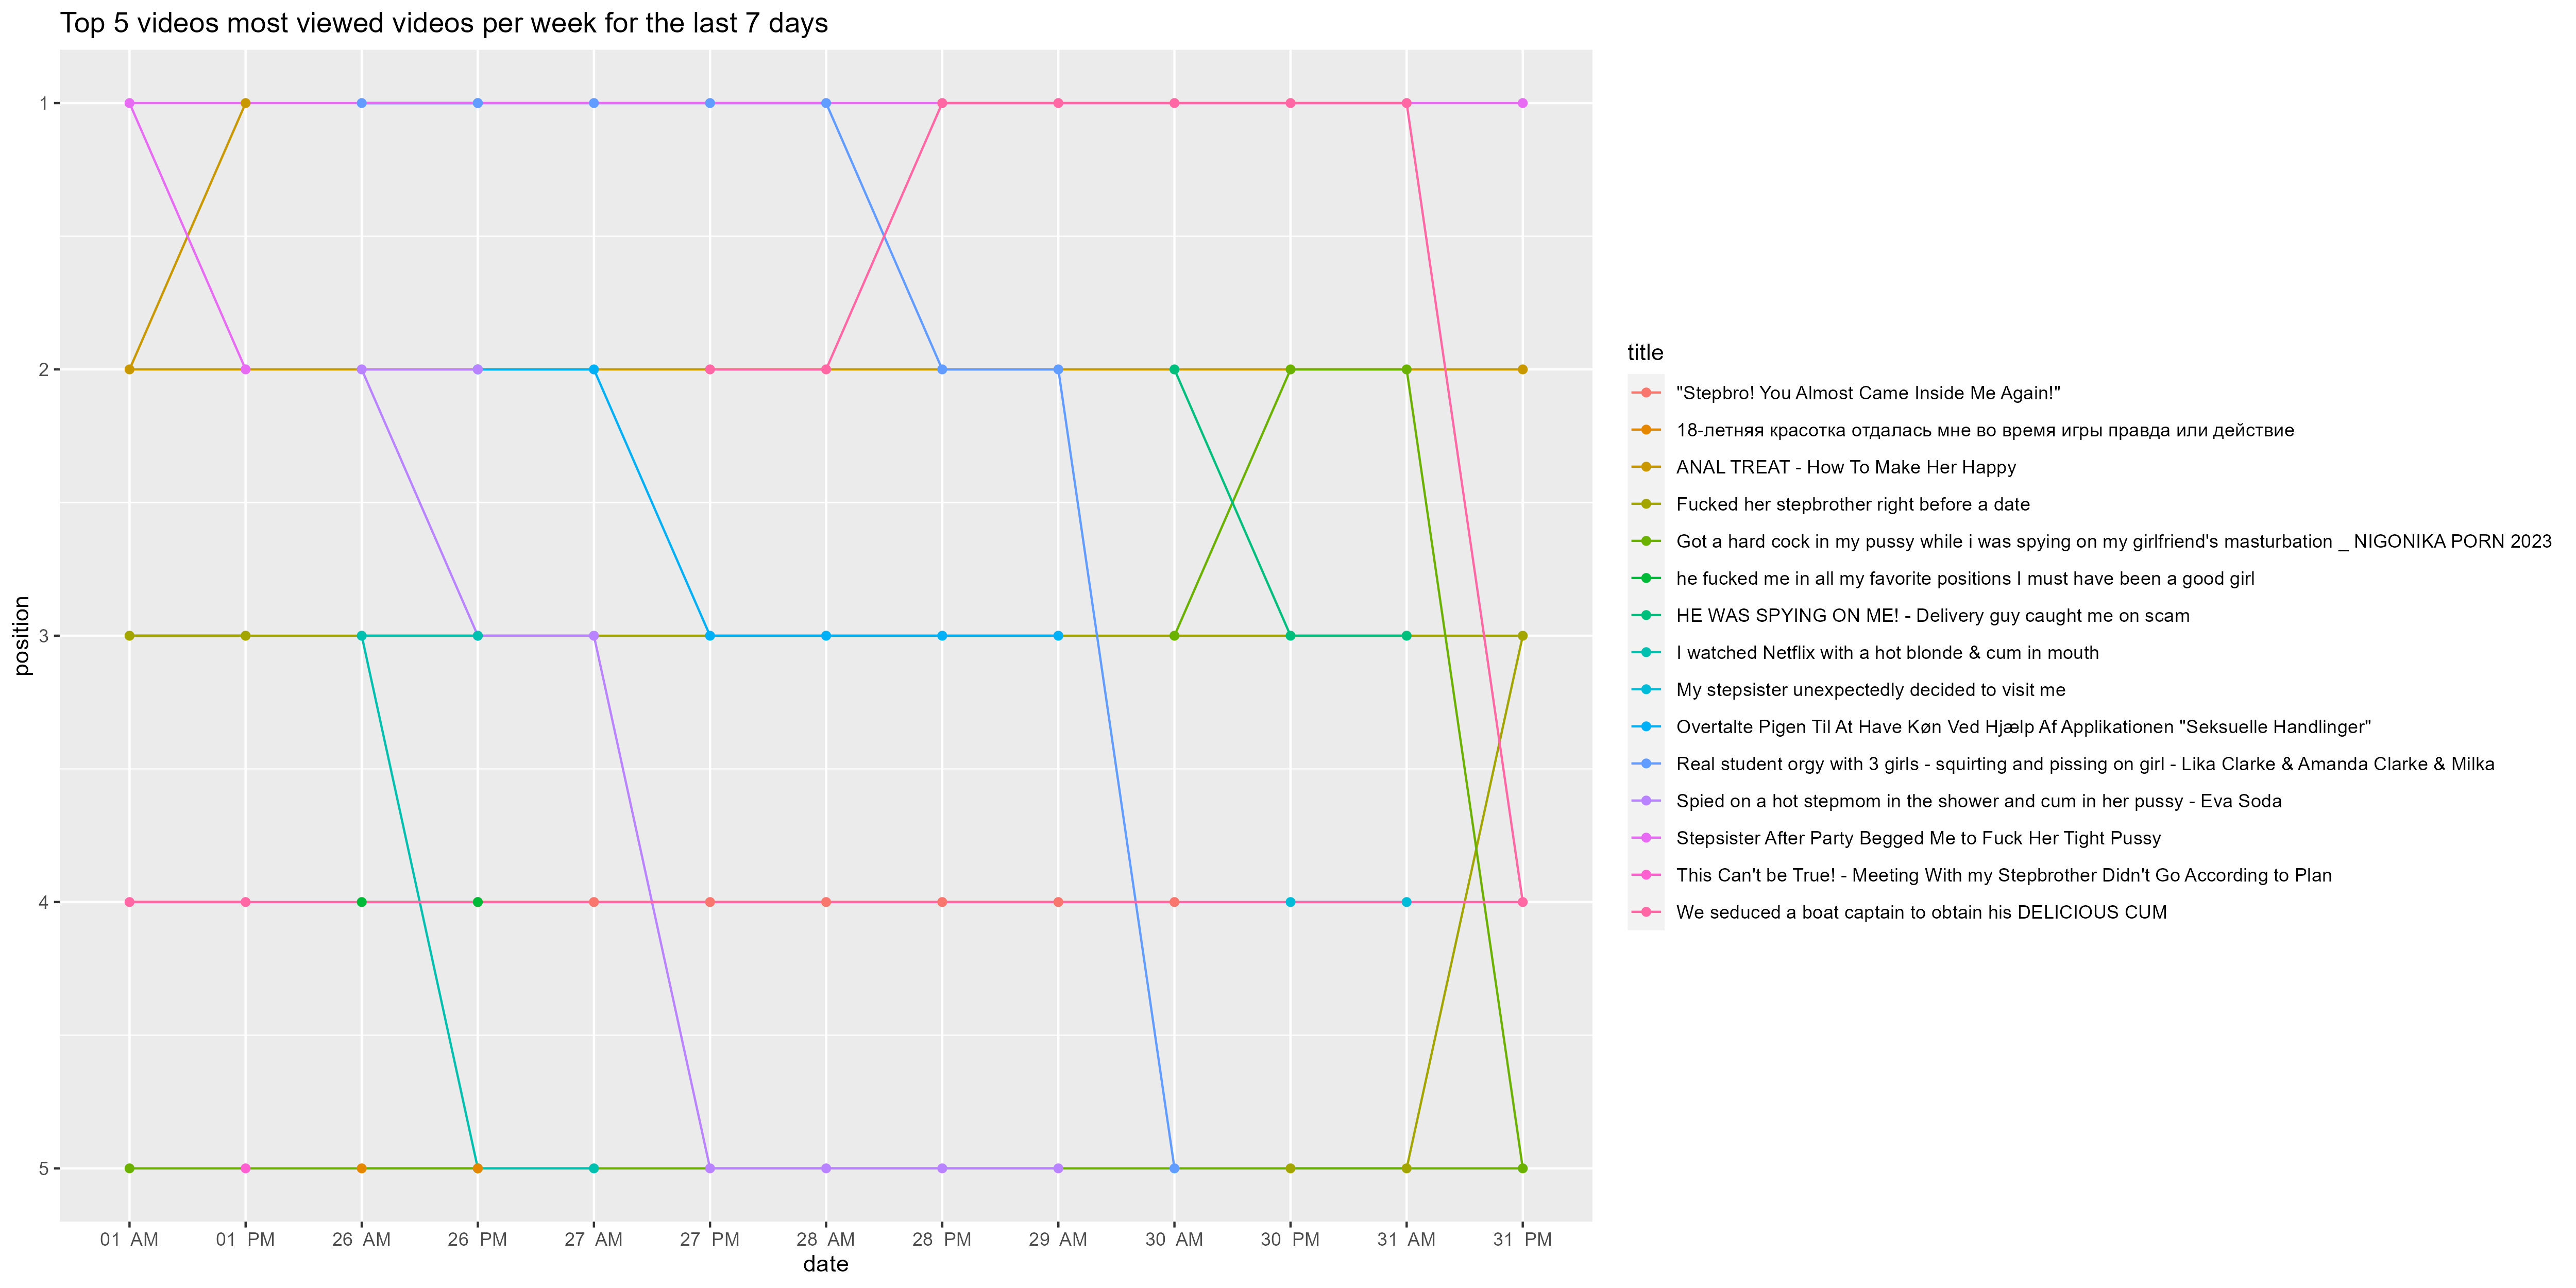 Top 5 videos most viewed videos per week for the last 7 days
position
1
2
3
4
5
01 AM 01 PM 26 AM 26 PM 27 AM 27 PM 28 AM 28 PM 29 AM 30 AM 30 PM 31 AM 31 PM
date
title
"Stepbro! You Almost Came Inside Me Again!"
18-летняя красотка отдалась мне во время игры правда или действие
ANAL TREAT - How To Make Her Happy
Fucked her stepbrother right before a date
Got a hard cock in my pussy while i was spying on my girlfriend's masturbation _ NIGONIKA PORN 2023
he fucked me in all my favorite positions I must have been a good girl
HE WAS SPYING ON ME! - Delivery guy caught me on scam
I watched Netflix with a hot blonde & cum in mouth
My stepsister unexpectedly decided to visit me
Overtalte Pigen Til At Have Køn Ved Hjælp Af Applikationen "Seksuelle Handlinger"
Real student orgy with 3 girls - squirting and pissing on girl - Lika Clarke & Amanda Clarke & Milka
Spied on a hot stepmom in the shower and cum in her pussy - Eva Soda
Stepsister After Party Begged Me to Fuck Her Tight Pussy
This Can't be True! - Meeting With my Stepbrother Didn't Go According to Plan
We seduced a boat captain to obtain his DELICIOUS CUM